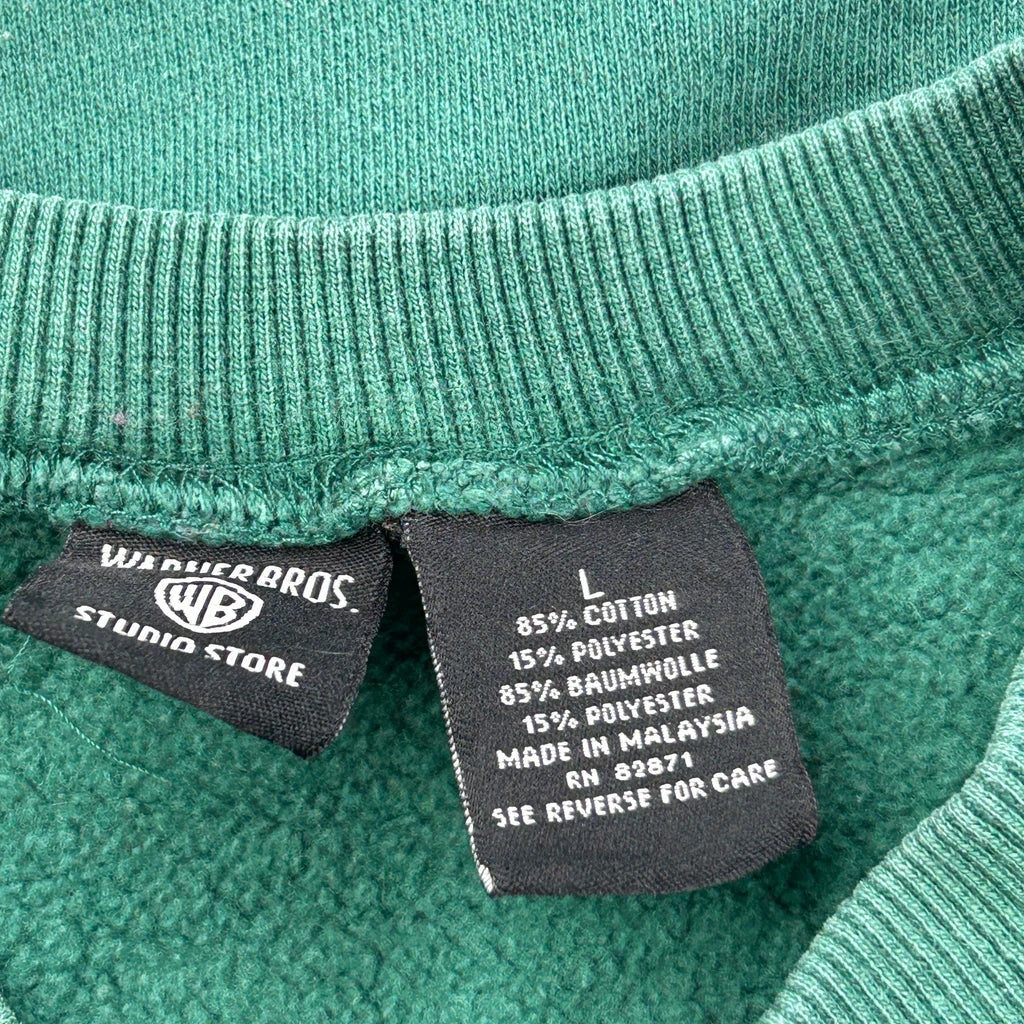 WARNER BROS.
WB
STUDIO STORE
L
85% COTTON
15% POLYESTER
85% BAUMWOLLE
15% POLYESTER
MADE IN MALAYSIA
RN 82871
SEE REVERSE FOR CARE